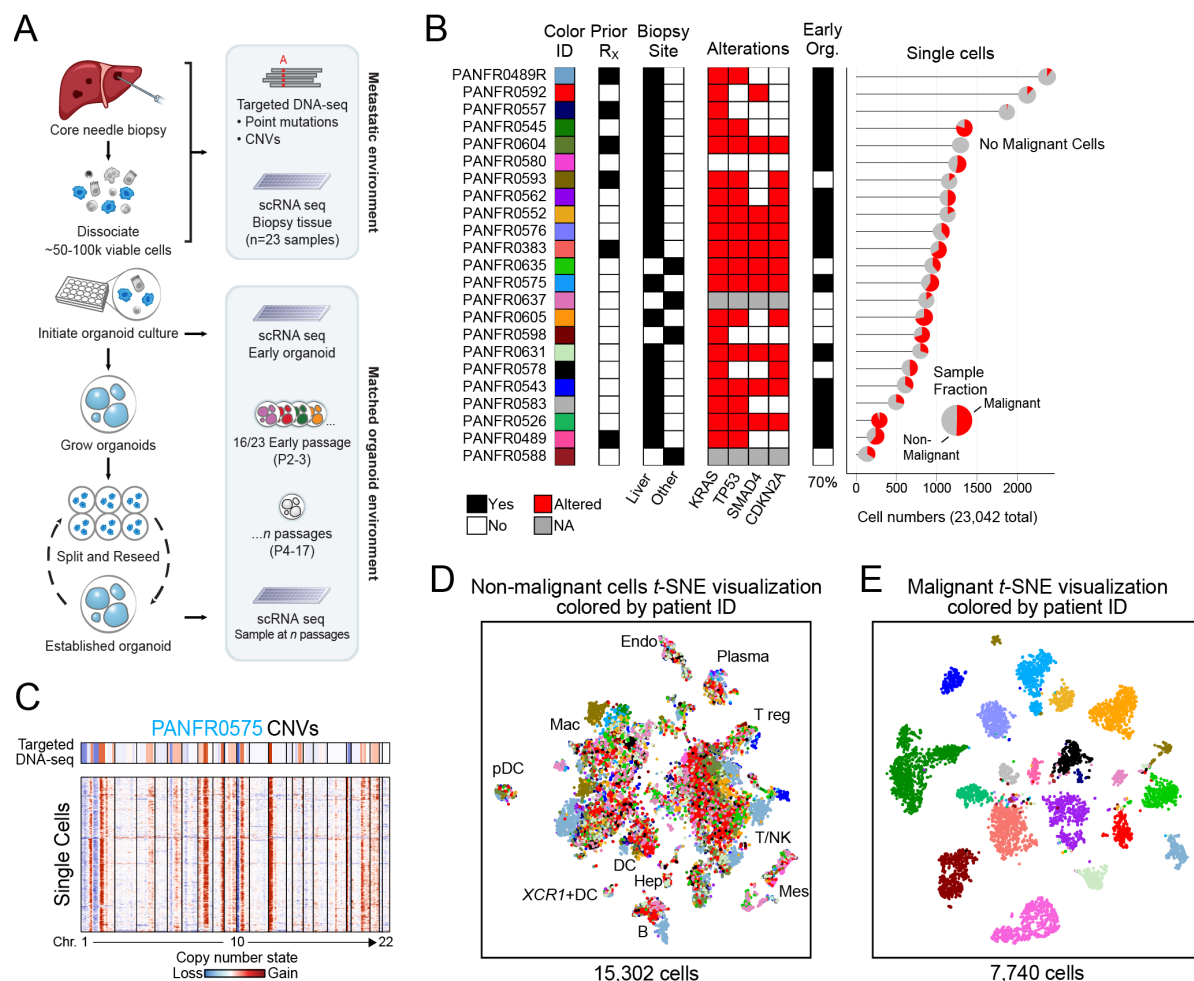 A
Core needle biopsy
Dissociate
~50-100k viable cells
Initiate organoid culture
Grow organoids
Split and Reseed
Established organoid
A
Targeted DNA-seq
• Point mutations
• CNVs
scRNA seq
Biopsy tissue
(n=23 samples)
Metastatic environment
scRNA seq
Early organoid
...
16/23 Early passage
(P2-3)
...n passages
(P4-17)
scRNA seq
Sample at n passages
Matched organoid environment
B
Color ID
Prior RX
Biopsy Site
Alterations
Early Org.
Single cells
PANFR0489R
PANFR0592
PANFR0557
PANFR0545
PANFR0604
PANFR0580
PANFR0593
PANFR0562
PANFR0552
PANFR0576
PANFR0383
PANFR0635
PANFR0575
PANFR0637
PANFR0605
PANFR0598
PANFR0631
PANFR0578
PANFR0543
PANFR0583
PANFR0526
PANFR0489
PANFR0588
Liver
Other
KRAS
TP53
SMAD4
CDKN2A
70%
Yes
No
Altered
NA
No Malignant Cells
Sample
Fraction
Malignant
Non-
Malignant
0 500 1000 1500 2000
Cell numbers (23,042 total)
C
PANFR0575 CNVs
Targeted
DNA-seq
Single Cells
Chr. 1 10 22
Copy number state
Loss Gain
D
Non-malignant cells t-SNE visualization
colored by patient ID
Endo
Plasma
Mac
T reg
pDC
T/NK
DC
Hep
XCR1+DC
Mes
B
15,302 cells
E
Malignant t-SNE visualization
colored by patient ID
7,740 cells